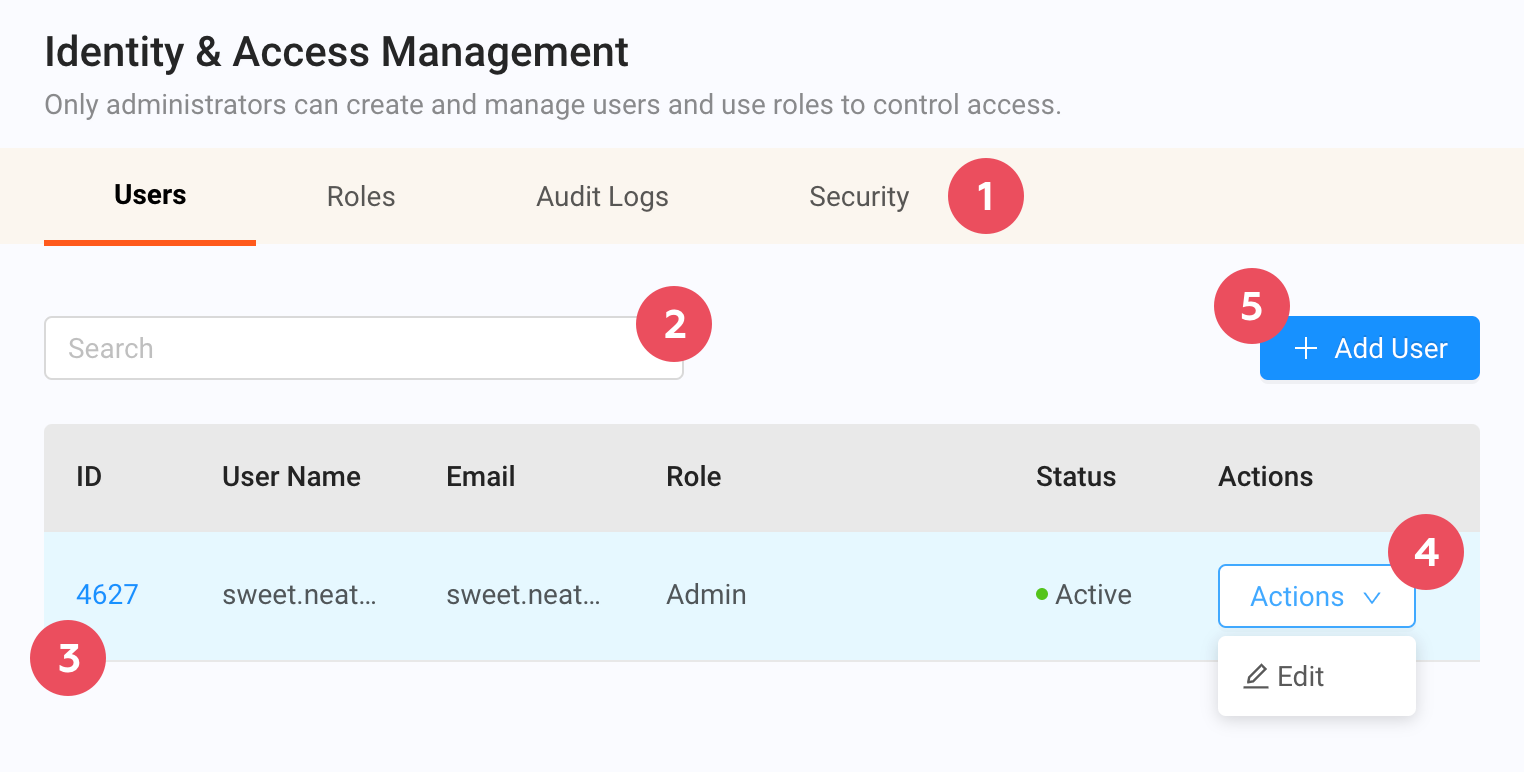 Identity & Access Management
Only administrators can create and manage users and use roles to control access.
Users Roles Audit Logs Security 1
2
5
Search
+ Add User
ID User Name Email Role Status Actions
4
4627 sweet.neat... sweet.neat... Admin Active Actions
3
Edit